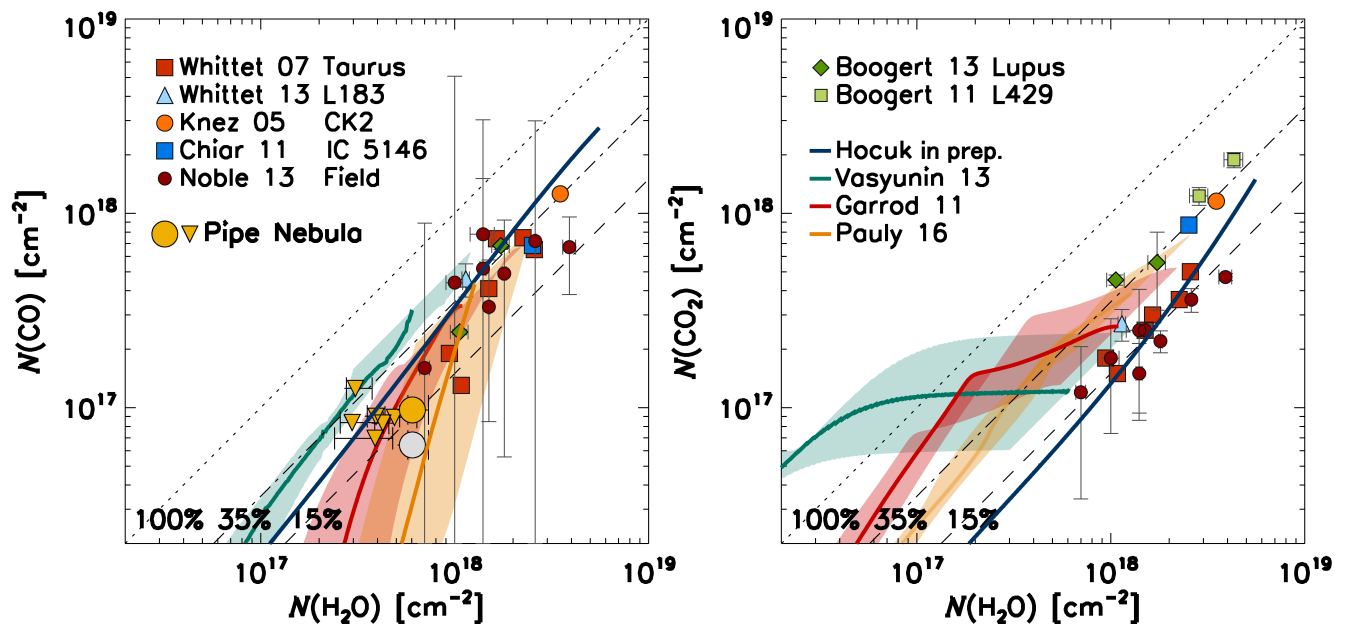 10¹⁹
Whittet 07 Taurus
Whittet 13 L183
Knez 05 CK2
Chiar 11 IC 5146
Noble 13 Field
Pipe Nebula
10¹⁸
10¹⁷
N(CO) [cm⁻²]
100% 35% 15%
10¹⁷ 10¹⁸ 10¹⁹
N(H₂O) [cm⁻²]
10¹⁹
Boogert 13 Lupus
Boogert 11 L429
Hocuk in prep.
Vasyunin 13
Garrod 11
Pauly 16
10¹⁸
10¹⁷
N(CO₂) [cm⁻²]
100% 35% 15%
10¹⁷ 10¹⁸ 10¹⁹
N(H₂O) [cm⁻²]